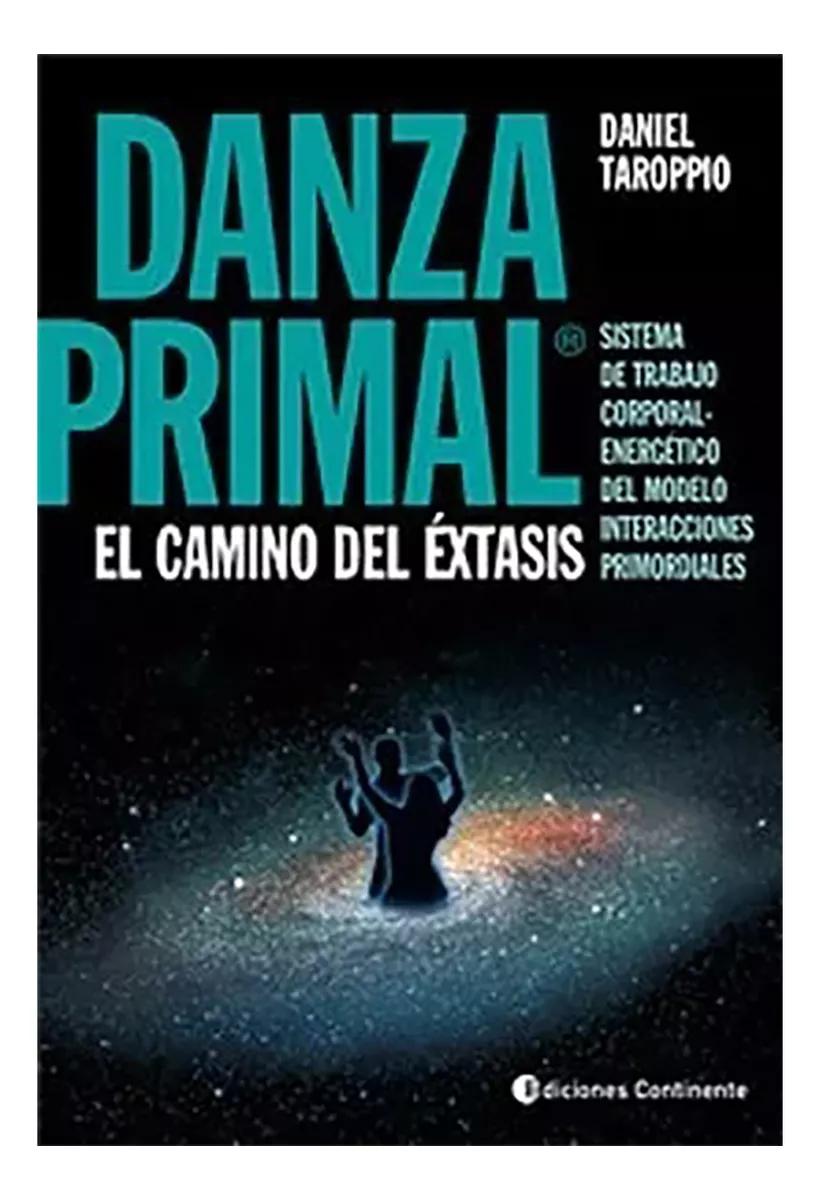 DANZA
PRIMAL®
EL CAMINO DEL ÉXTASIS
DANIEL
TAROPPIO
SISTEMA
DE TRABAJO
CORPORAL-
ENERGÉTICO
DEL MODELO
INTERACCIONES
PRIMORDIALES
Ediciones Continente